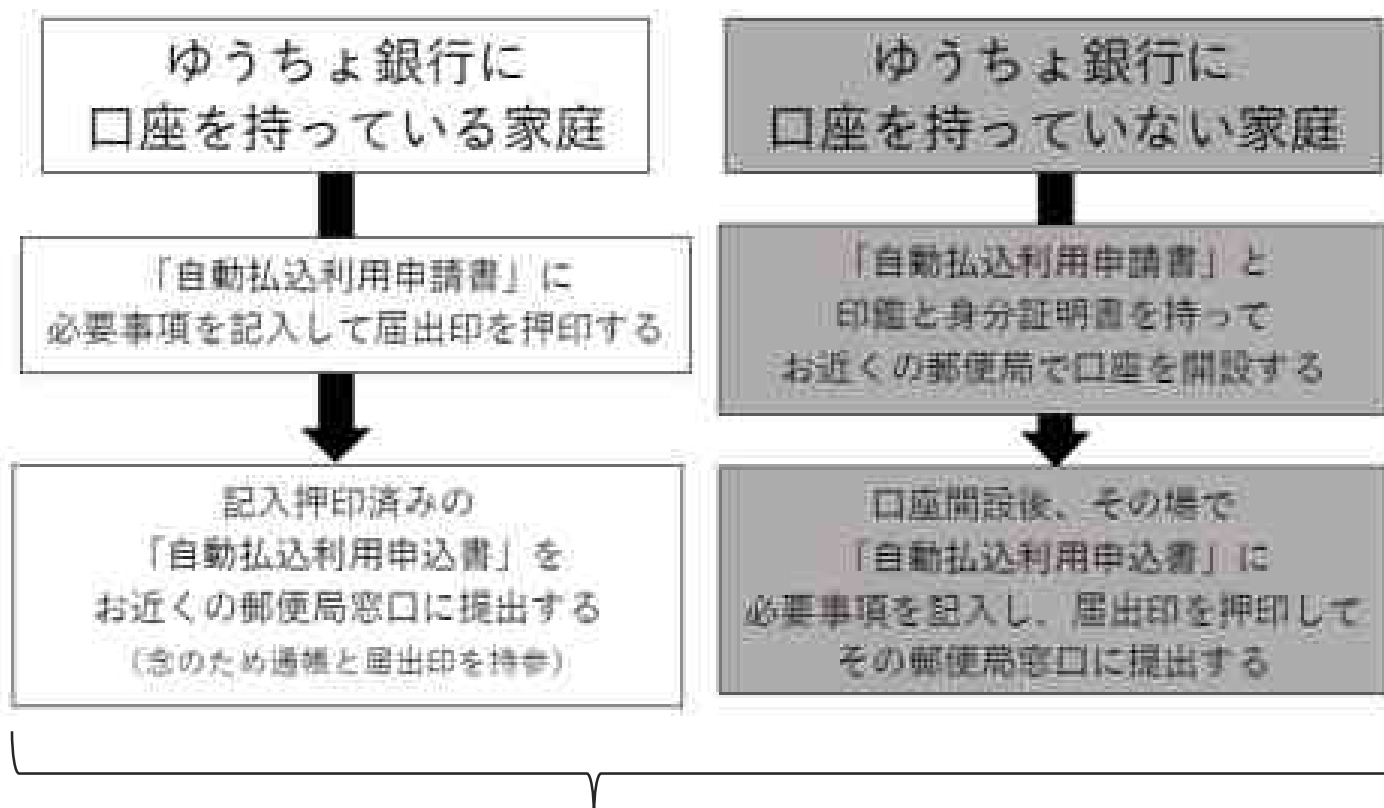 ゆうちょ銀行に
口座を持っている家庭
「自動払込利用申請書」に
必要事項を記入して届出印を押印する
記入押印済みの
「自動払込利用申込書」を
お近くの郵便局窓口に提出する
（念のため通帳と届出印を持参）
ゆうちょ銀行に
口座を持っていない家庭
「自動払込利用申請書」と
印鑑と身分証明書を持って
お近くの郵便局で口座を開設する
口座開設後、その場で
「自動払込利用申込書」に
必要事項を記入し、届出印を押印して
その郵便局窓口に提出する